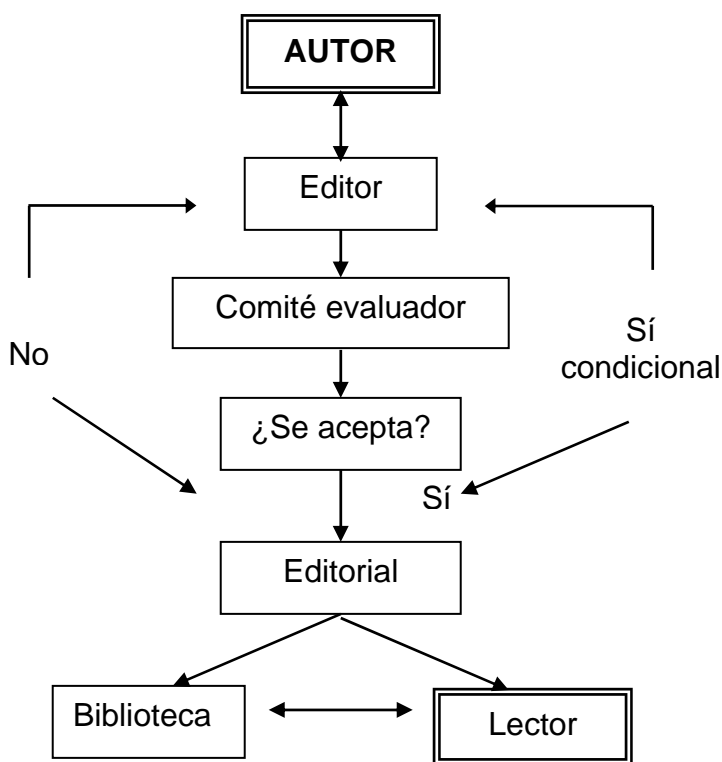 AUTOR
Editor
Comité evaluador
No
Sí
condicional
¿Se acepta?
Sí
Editorial
Biblioteca
Lector